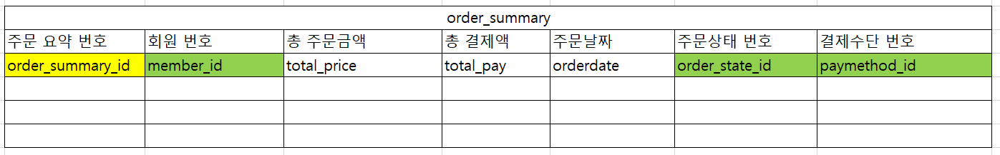 order_summary
주문 요약 번호 회원 번호 총 주문금액 총 결제액 주문날짜 주문상태 번호 결제수단 번호
order_summary_id member_id total_price total_pay orderdate order_state_id paymethod_id